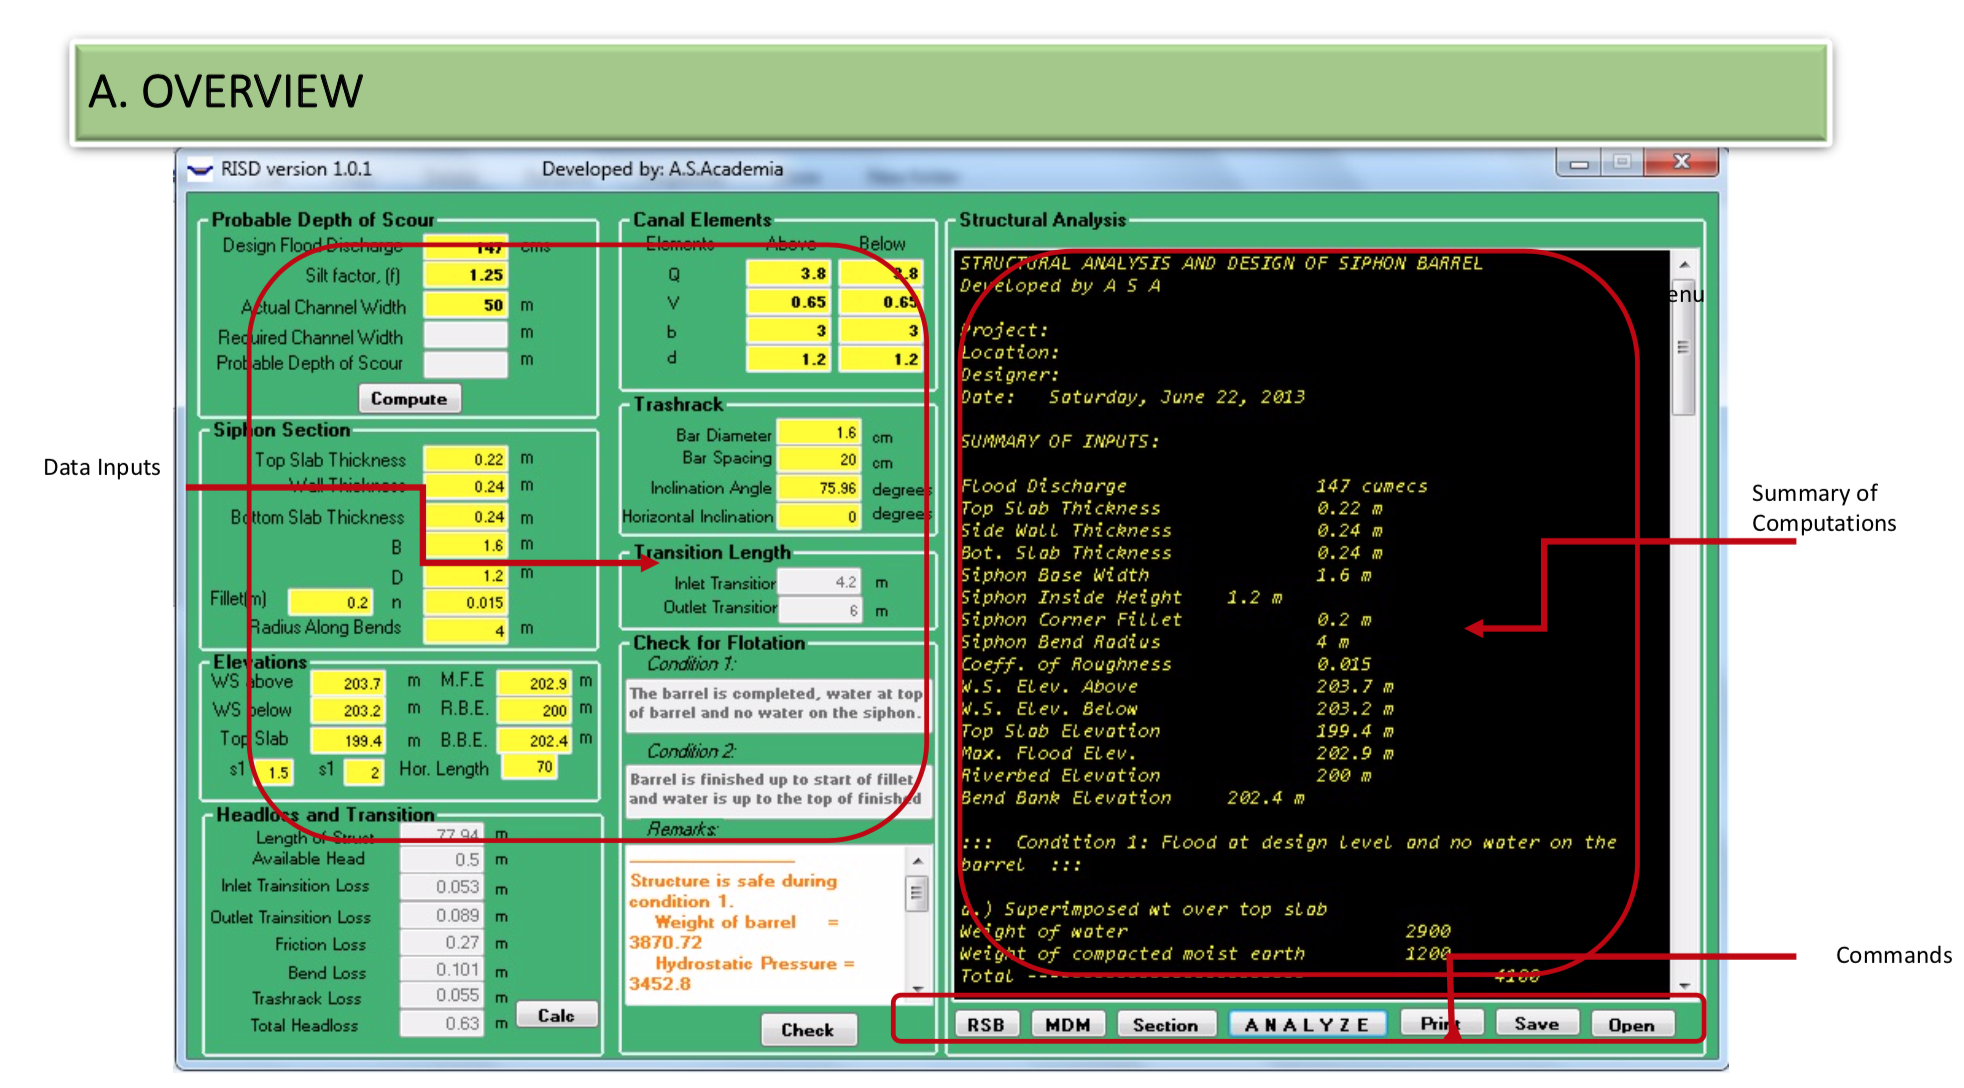 A. OVERVIEW
RISD version 1.0.1 Developed by: A.S.Academia
Probable Depth of Scour
Design Flood Discharge 147 cms
Silt factor, (f) 1.25
Actual Channel Width 50 m
Required Channel Width m
Probable Depth of Scour m
Compute
Siphon Section
Top Slab Thickness 0.22 m
Wall Thickness 0.24 m
Bottom Slab Thickness 0.24 m
B 1.6 m
D 1.2 m
Fillet(m) 0.2 n 0.015
Radius Along Bends 4 m
Elevations
WS above 203.7 m M.F.E 202.9 m
WS below 203.2 m R.B.E. 200 m
Top Slab 199.4 m B.B.E. 202.4 m
s1 1.5 s1 2 Hor. Length 70
Headloss and Transition
Length of Struct 77.94 m
Available Head 0.5 m
Inlet Trainsition Loss 0.053 m
Outlet Trainsition Loss 0.089 m
Friction Loss 0.27 m
Bend Loss 0.101 m
Trashrack Loss 0.055 m
Total Headloss 0.63 m
Calc
Canal Elements
Elements Above Below
Q 3.8 3.8
V 0.65 0.65
b 3 3
d 1.2 1.2
Trashrack
Bar Diameter 1.6 cm
Bar Spacing 20 cm
Inclination Angle 75.96 degrees
Horizontal Inclination 0 degrees
Transition Length
Inlet Transitior 4.2 m
Outlet Transitior 6 m
Check for Flotation
Condition 1:
The barrel is completed, water at top
of barrel and no water on the siphon.
Condition 2:
Barrel is finished up to start of fillet
and water is up to the top of finished
Remarks:
Structure is safe during
condition 1.
Weight of barrel =
3870.72
Hydrostatic Pressure =
3452.8
Check
Structural Analysis
STRUCTURAL ANALYSIS AND DESIGN OF SIPHON BARREL
Developed by A S A
Project:
Location:
Designer:
Date: Saturday, June 22, 2013
SUMMARY OF INPUTS:
Flood Discharge 147 cumecs
Top Slab Thickness 0.22 m
Side Wall Thickness 0.24 m
Bot. Slab Thickness 0.24 m
Siphon Base Width 1.6 m
Siphon Inside Height 1.2 m
Siphon Corner Fillet 0.2 m
Siphon Bend Radius 4 m
Coeff. of Roughness 0.015
W.S. Elev. Above 203.7 m
W.S. Elev. Below 203.2 m
Top Slab Elevation 199.4 m
Max. Flood Elev. 202.9 m
Riverbed Elevation 200 m
Bend Bank Elevation 202.4 m
::: Condition 1: Flood at design level and no water on the
barrel :::
a.) Superimposed wt over top slab
Weight of water 2900
Weight of compacted moist earth 1200
Total ------------------------- 4100
RSB MDM Section ANALYZE Print Save Open
enu
Data Inputs
Summary of
Computations
Commands